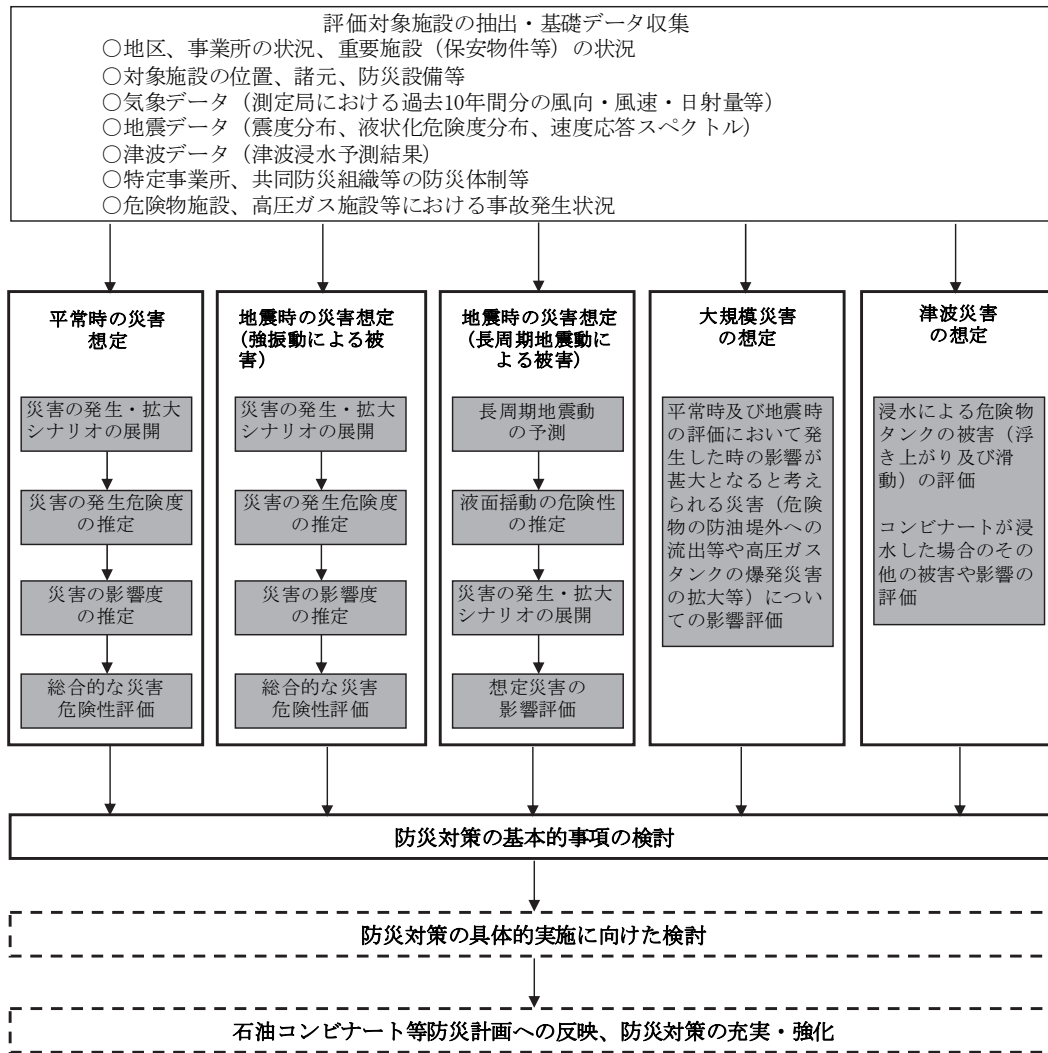 評価対象施設の抽出・基礎データ収集
○地区、事業所の状況、重要施設（保安物件等）の状況
○対象施設の位置、諸元、防災設備等
○気象データ（測定局における過去10年間分の風向・風速・日射量等）
○地震データ（震度分布、液状化危険度分布、速度応答スペクトル）
○津波データ（津波浸水予測結果）
○特定事業所、共同防災組織等の防災体制等
○危険物施設、高圧ガス施設等における事故発生状況
平常時の災害
想定
災害の発生・拡大
シナリオの展開
災害の発生危険度
の推定
災害の影響度
の推定
総合的な災害
危険性評価
地震時の災害想定
(強振動による被
害)
災害の発生・拡大
シナリオの展開
災害の発生危険度
の推定
災害の影響度
の推定
総合的な災害
危険性評価
地震時の災害想定
(長周期地震動に
よる被害)
長周期地震動
の予測
液面揺動の危険性
の推定
災害の発生・拡大
シナリオの展開
想定災害の
影響評価
大規模災害
の想定
平常時及び地震時
の評価において発
生した時の影響が
甚大となると考え
られる災害（危険
物の防油堤外への
流出等や高圧ガス
タンクの爆発災害
の拡大等）につい
ての影響評価
津波災害
の想定
浸水による危険物
タンクの被害（浮
き上がり及び滑
動）の評価
コンビナートが浸
水した場合のその
他の被害や影響の
評価
防災対策の基本的事項の検討
防災対策の具体的実施に向けた検討
石油コンビナート等防災計画への反映、防災対策の充実・強化